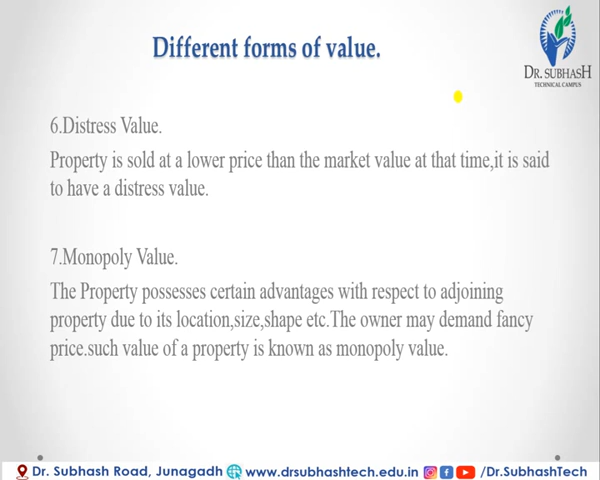 Different forms of value.
DR. SUBHASH
TECHNICAL CAMPUS
6.Distress Value.
Property is sold at a lower price than the market value at that time,it is said
to have a distress value.
7.Monopoly Value.
The Property possesses certain advantages with respect to adjoining
property due to its location,size,shape etc.The owner may demand fancy
price.such value of a property is known as monopoly value.
Dr. Subhash Road, Junagadh www.drsubhashtech.edu.in /Dr.SubhashTech